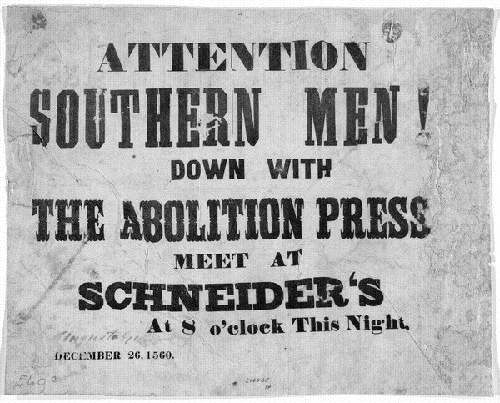 ATTENTION
SOUTHERN MEN!
DOWN WITH
THE ABOLITION PRESS
MEET AT
SCHNEIDER'S
At 8 o'clock This Night.
DECEMBER 26, 1860.